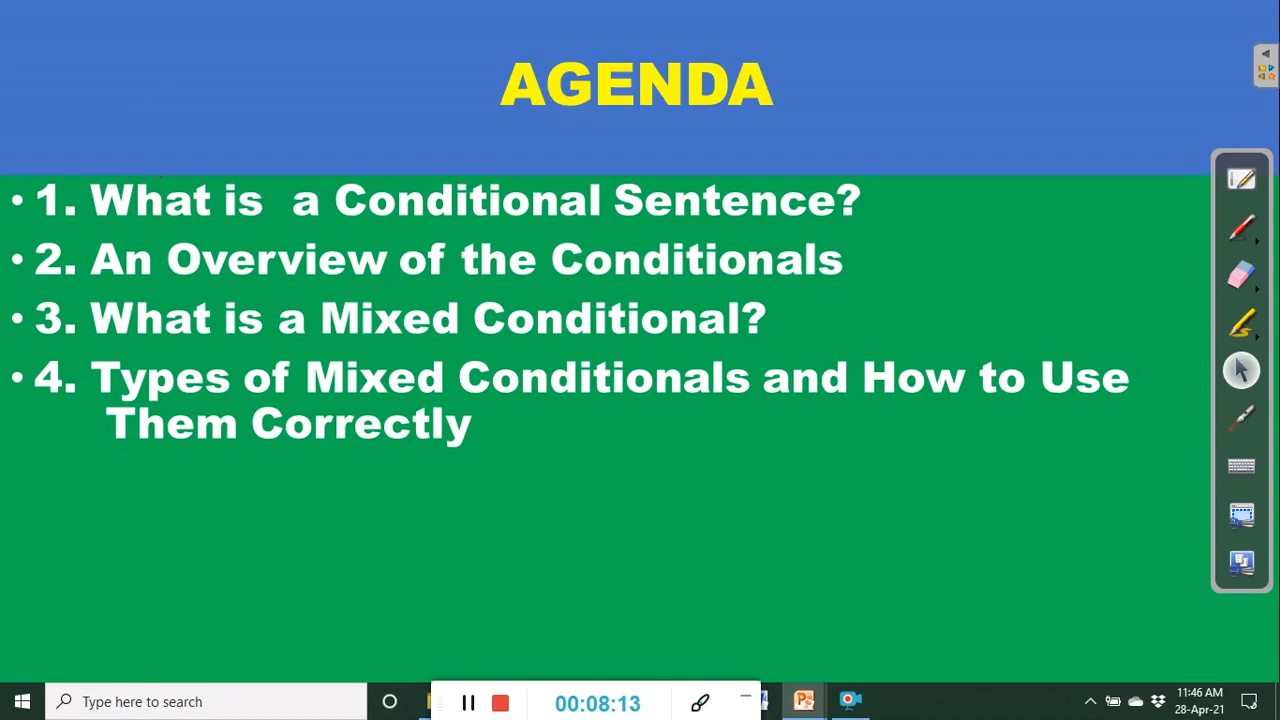 AGENDA
• 1. What is a Conditional Sentence?
• 2. An Overview of the Conditionals
• 3. What is a Mixed Conditional?
• 4. Types of Mixed Conditionals and How to Use
Them Correctly
Type here to search
00:08:13
11:46 AM
28-Apr-21